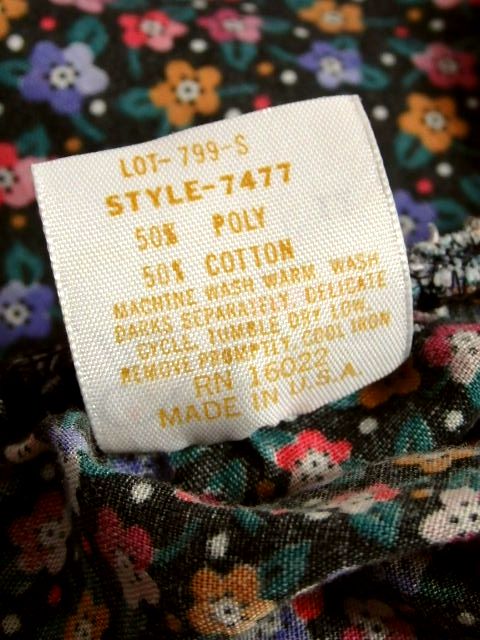 LOT- 799-S
STYLE-7477
50% POLY
50% COTTON
MACHINE WASH WARM, WASH
DARKS SEPARATELY, DELICATE
CYCLE, TUMBLE DRY LOW,
REMOVE PROMPTLY, COOL IRON
RN 16022
MADE IN U.S.A.